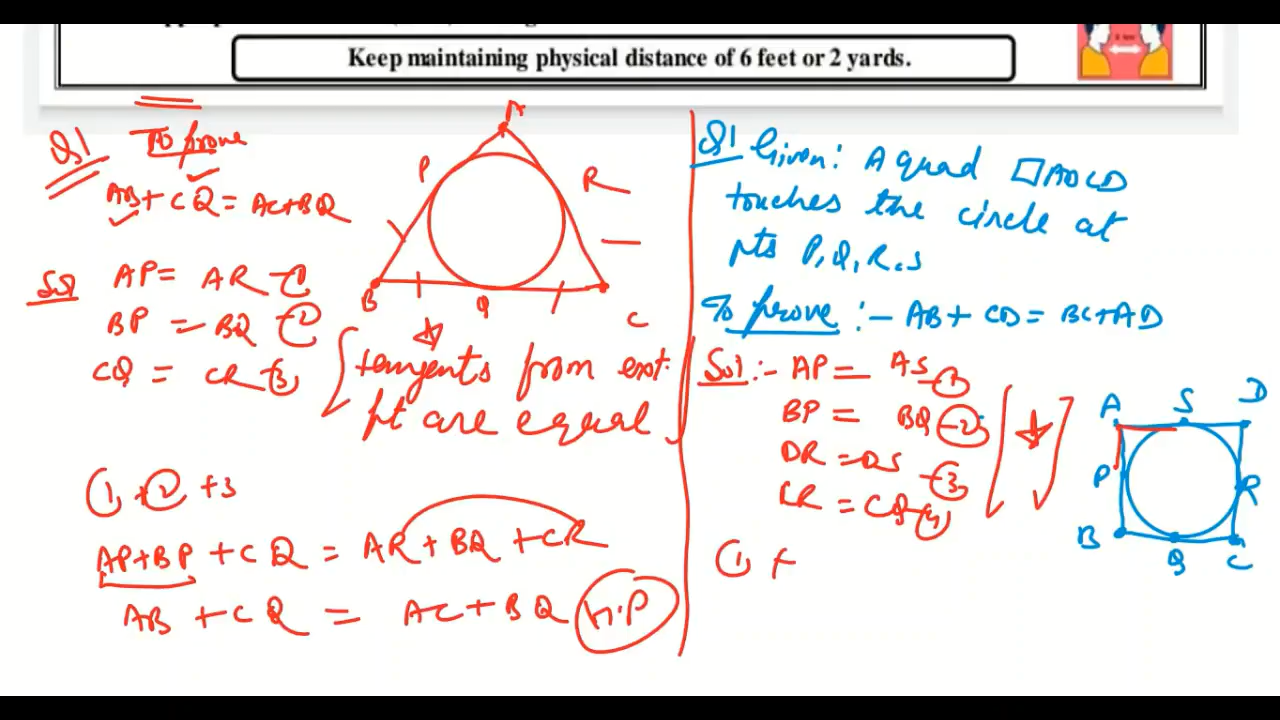 Keep maintaining physical distance of 6 feet or 2 yards.
Q1 To prove
AB + CQ = AC + BQ
A
P
R
B
Q
C
Sol AP = AR -①
BP = BQ -②
CQ = CR -③
[ * tangents from ext.
pt are equal ]
① + ② + 3
AP + BP + CQ = AR + BQ + CR
AB + CQ = AC + BQ H.P
Q1 Given: A quad □ABCD
touches the circle at
pts P, Q, R, S
To prove :- AB + CD = BC + AD
Sol :- AP = AS -①
BP = BQ -②
DR = DS -③
CR = CQ -④
[ * ]
① +
A S D
P R
B Q C